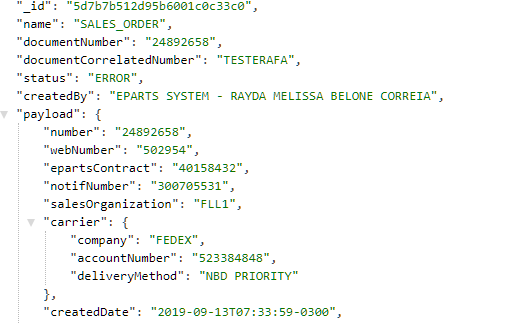 "_id": "5d7b7b512d95b6001c0c33c0",
"name": "SALES_ORDER",
"documentNumber": "24892658",
"documentCorrelatedNumber": "TESTERAFA",
"status": "ERROR",
"createdBy": "EPARTS SYSTEM - RAYDA MELISSA BELONE CORREIA",
"payload": {
"number": "24892658",
"webNumber": "502954",
"epartsContract": "40158432",
"notifNumber": "300705531",
"salesOrganization": "FLL1",
"carrier": {
"company": "FEDEX",
"accountNumber": "523384848",
"deliveryMethod": "NBD PRIORITY"
},
"createdDate": "2019-09-13T07:33:59-0300",